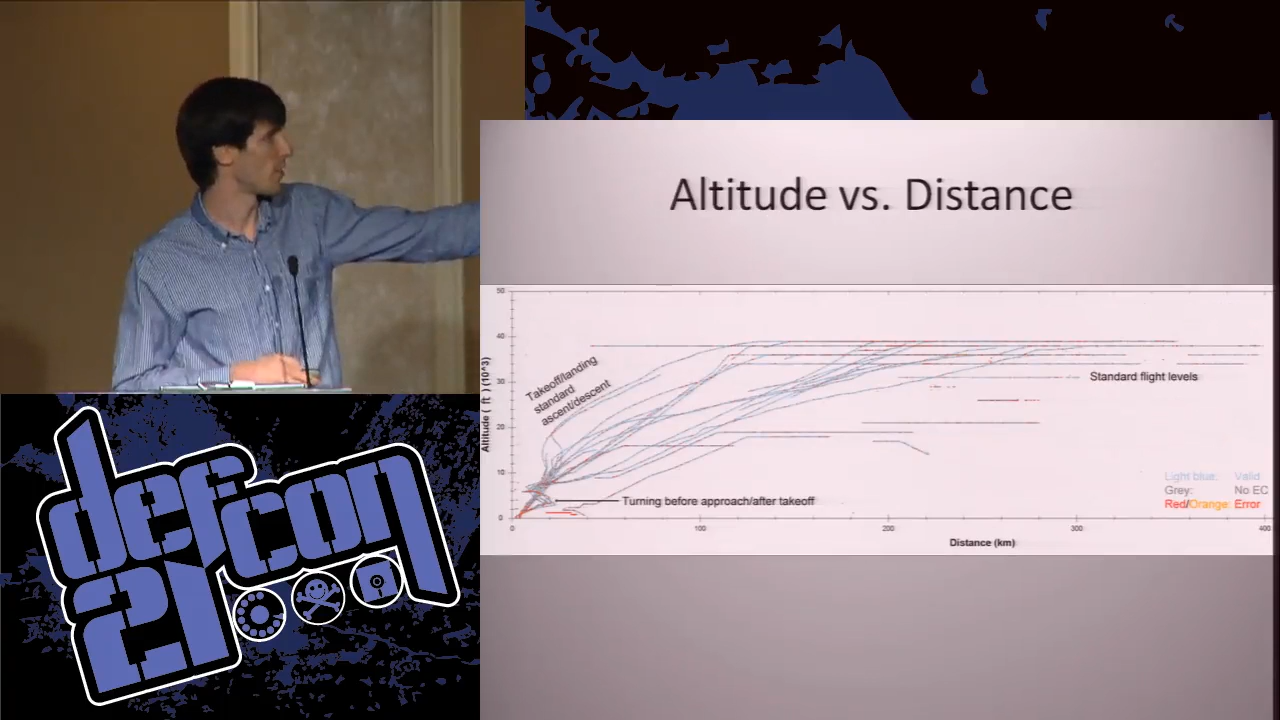 Altitude vs. Distance
50
40
30
20
10
0
Altitude ( ft (10^3)
Takeoff/landing
standard
ascent/descent
Standard flight levels
Turning before approach/after takeoff
Light blue: Valid
Grey: No EC
Red/Orange: Error
0 100 200 300 400
Distance (km)
defcon
21